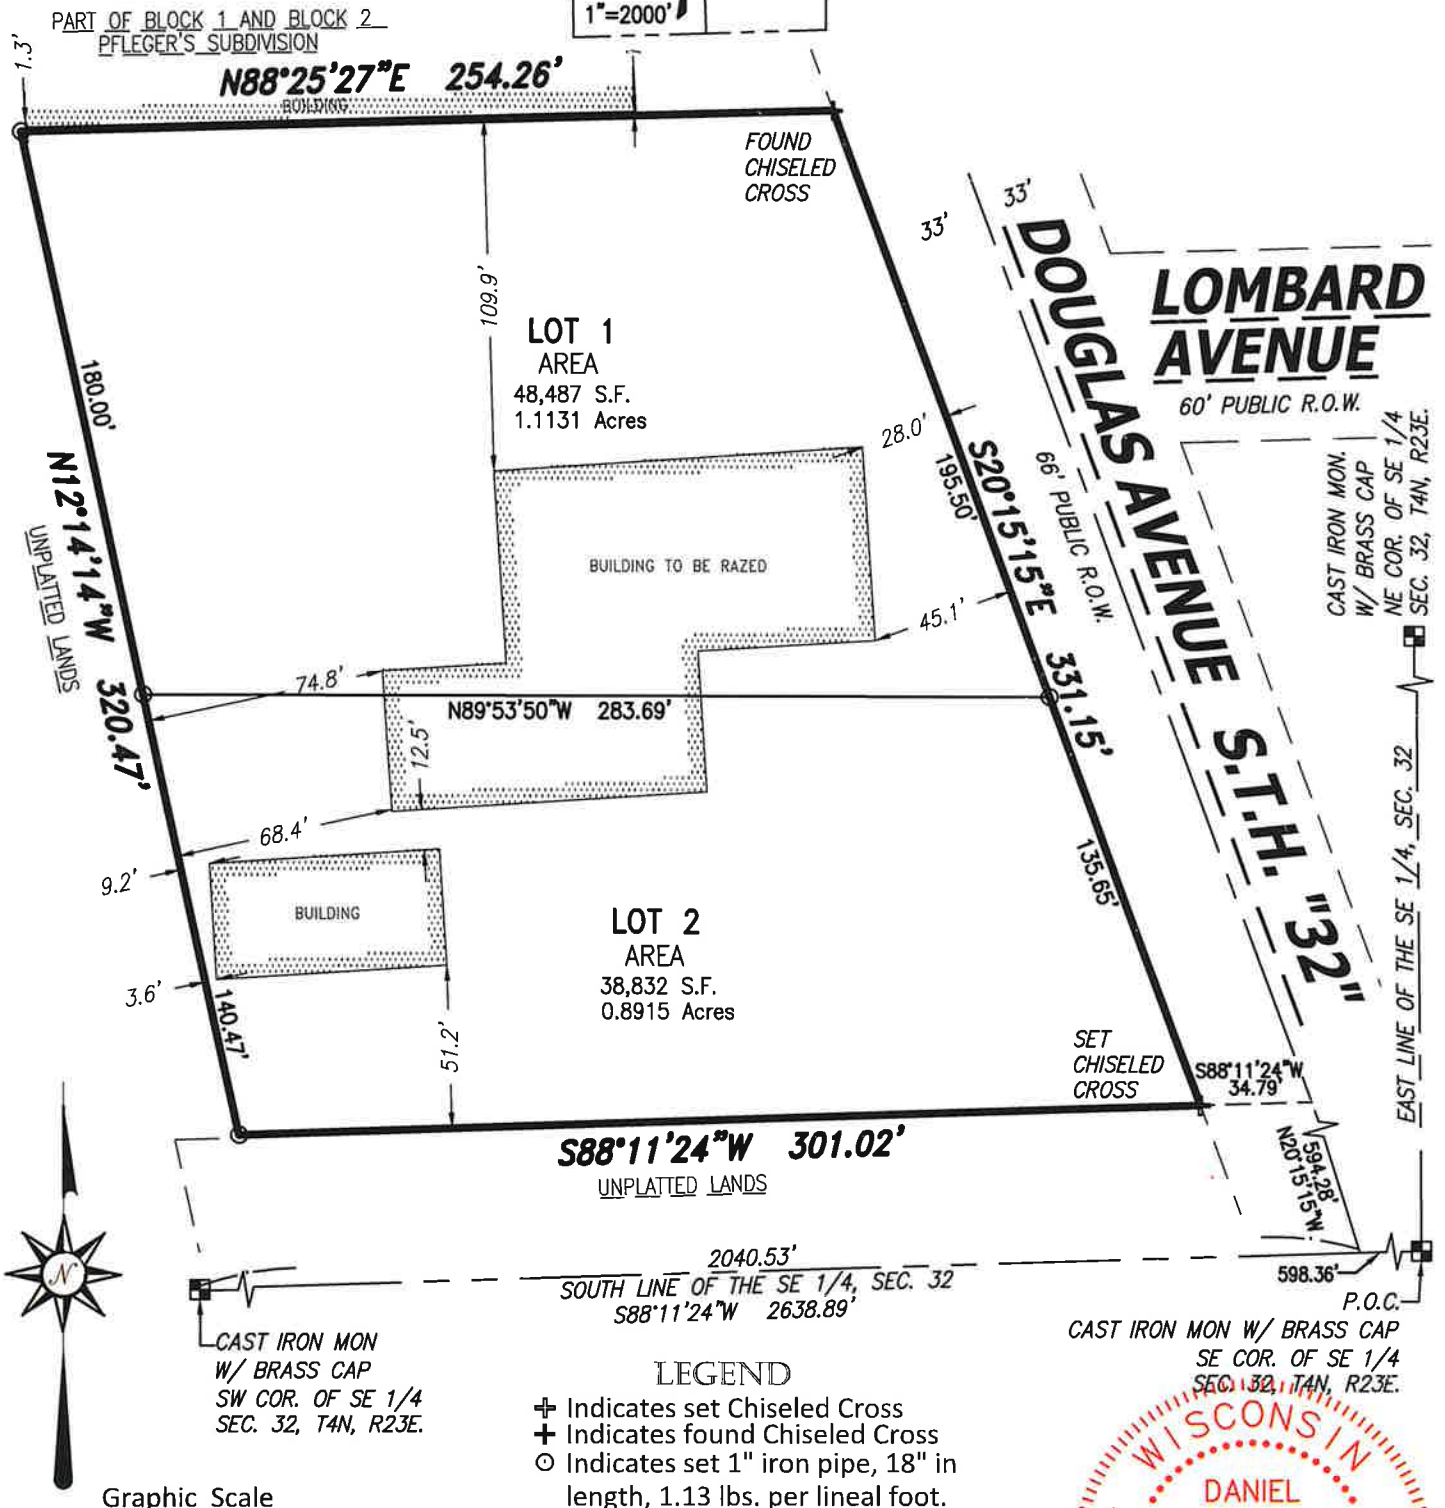 PART OF BLOCK 1 AND BLOCK 2
PFLEGER'S SUBDIVISION
1"=2000'
1.3'
N88°25'27"E 254.26'
BUILDING
FOUND
CHISELED
CROSS
33'
33'
DOUGLAS AVENUE S.T.H. "32"
66' PUBLIC R.O.W.
LOMBARD
AVENUE
60' PUBLIC R.O.W.
CAST IRON MON.
W/ BRASS CAP
NE COR. OF SE 1/4
SEC. 32, T4N, R23E.
109.9'
LOT 1
AREA
48,487 S.F.
1.1131 Acres
180.00'
N12°14'14"W 320.47'
UNPLATTED LANDS
28.0'
S20°15'15"E 331.15'
195.50'
BUILDING TO BE RAZED
45.1'
74.8'
N89°53'50"W 283.69'
12.5'
68.4'
9.2'
BUILDING
3.6'
140.47'
51.2'
LOT 2
AREA
38,832 S.F.
0.8915 Acres
135.65'
EAST LINE OF THE SE 1/4, SEC. 32
SET
CHISELED
CROSS
S88°11'24"W
34.79'
S88°11'24"W 301.02'
UNPLATTED LANDS
594.28'
N20°15'15"W
N
2040.53'
SOUTH LINE OF THE SE 1/4, SEC. 32
S88°11'24"W 2638.89'
598.36'
P.O.C.
CAST IRON MON W/ BRASS CAP
SE COR. OF SE 1/4
SEC. 32, T4N, R23E.
CAST IRON MON
W/ BRASS CAP
SW COR. OF SE 1/4
SEC. 32, T4N, R23E.
LEGEND
Indicates set Chiseled Cross
Indicates found Chiseled Cross
Indicates set 1" iron pipe, 18" in
length, 1.13 lbs. per lineal foot.
WISCONSIN
DANIEL
Graphic Scale